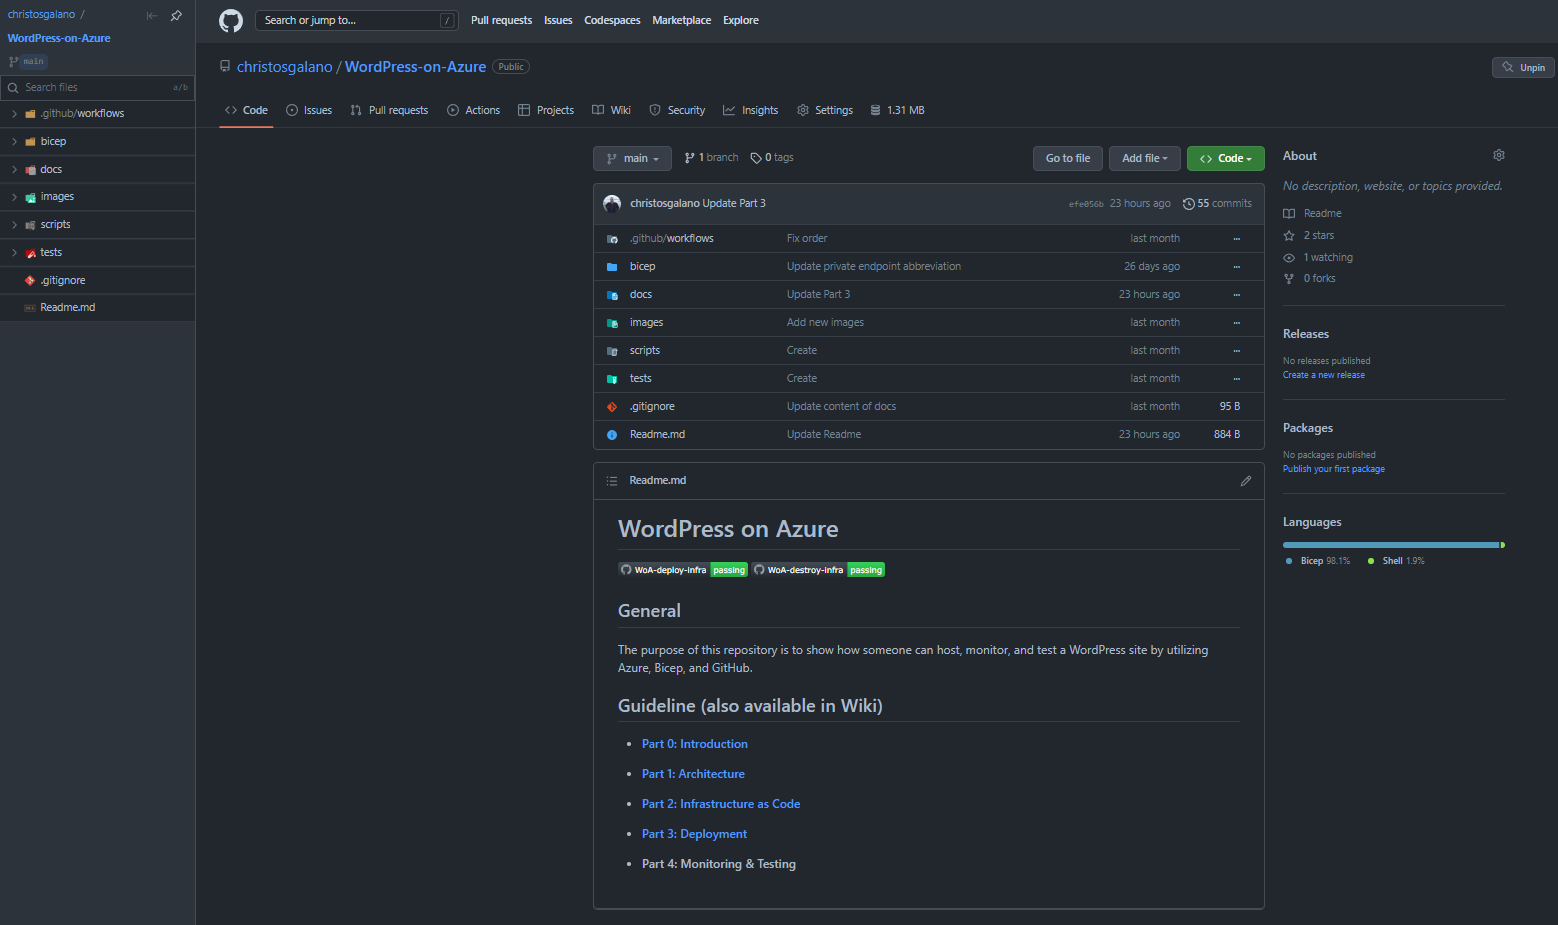 christosgalano /
WordPress-on-Azure
main
Search files a/b
.github/workflows
bicep
docs
images
scripts
tests
.gitignore
Readme.md
Search or jump to... / Pull requests Issues Codespaces Marketplace Explore
christosgalano / WordPress-on-Azure Public Unpin
Code Issues Pull requests Actions Projects Wiki Security Insights Settings 1.31 MB
main 1 branch 0 tags Go to file Add file Code
christosgalano Update Part 3 efe056b 23 hours ago 55 commits
.github/workflows Fix order last month
bicep Update private endpoint abbreviation 26 days ago
docs Update Part 3 23 hours ago
images Add new images last month
scripts Create last month
tests Create last month
.gitignore Update content of docs last month 95 B
Readme.md Update Readme 23 hours ago 884 B
Readme.md
WordPress on Azure
WoA-deploy-infra passing WoA-destroy-infra passing
General
The purpose of this repository is to show how someone can host, monitor, and test a WordPress site by utilizing
Azure, Bicep, and GitHub.
Guideline (also available in Wiki)
• Part 0: Introduction
• Part 1: Architecture
• Part 2: Infrastructure as Code
• Part 3: Deployment
• Part 4: Monitoring & Testing
About
No description, website, or topics provided.
Readme
2 stars
1 watching
0 forks
Releases
No releases published
Create a new release
Packages
No packages published
Publish your first package
Languages
Bicep 98.1% Shell 1.9%